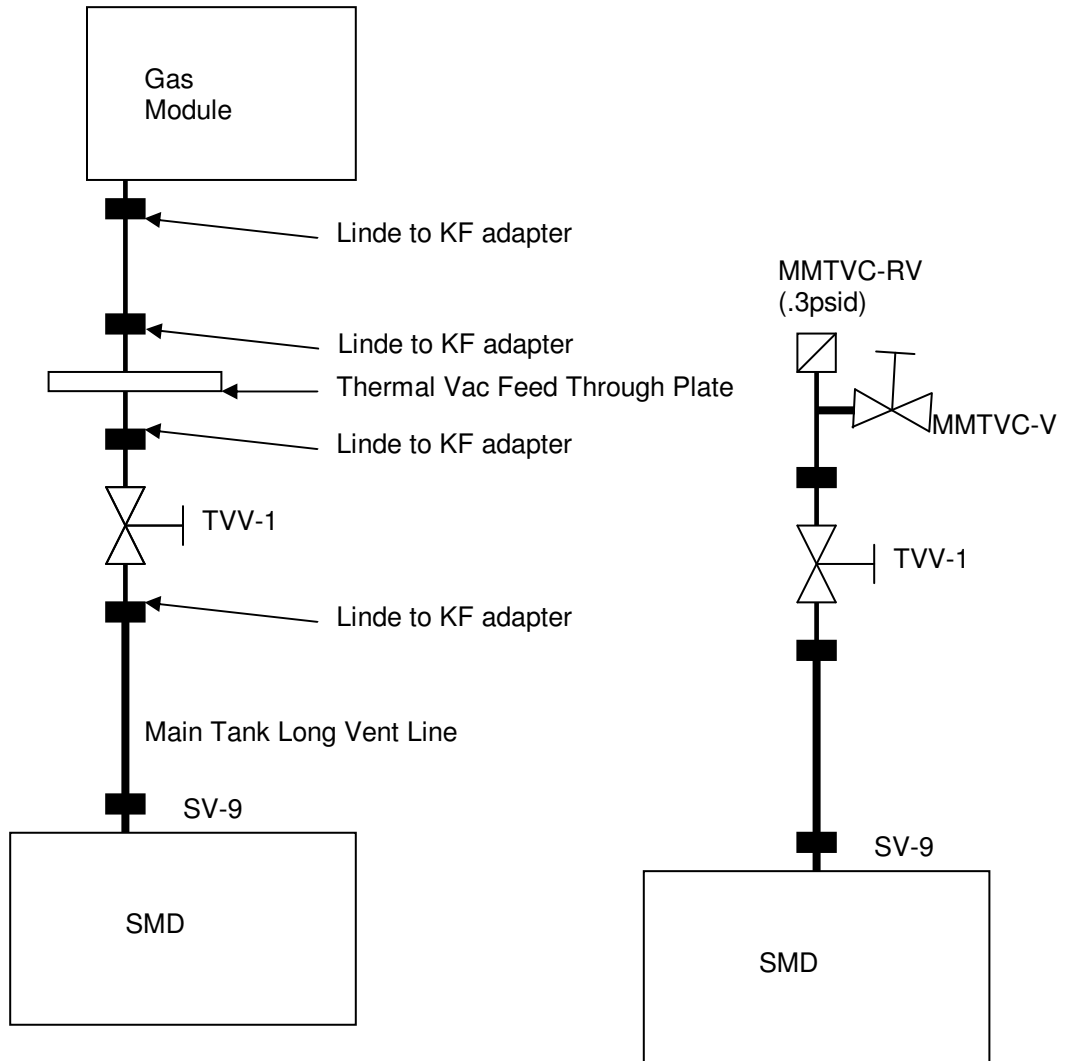 Gas
Module
Linde to KF adapter
Linde to KF adapter
Thermal Vac Feed Through Plate
Linde to KF adapter
TVV-1
Linde to KF adapter
Main Tank Long Vent Line
SV-9
SMD
MMTVC-RV
(.3psid)
MMTVC-V
TVV-1
SV-9
SMD